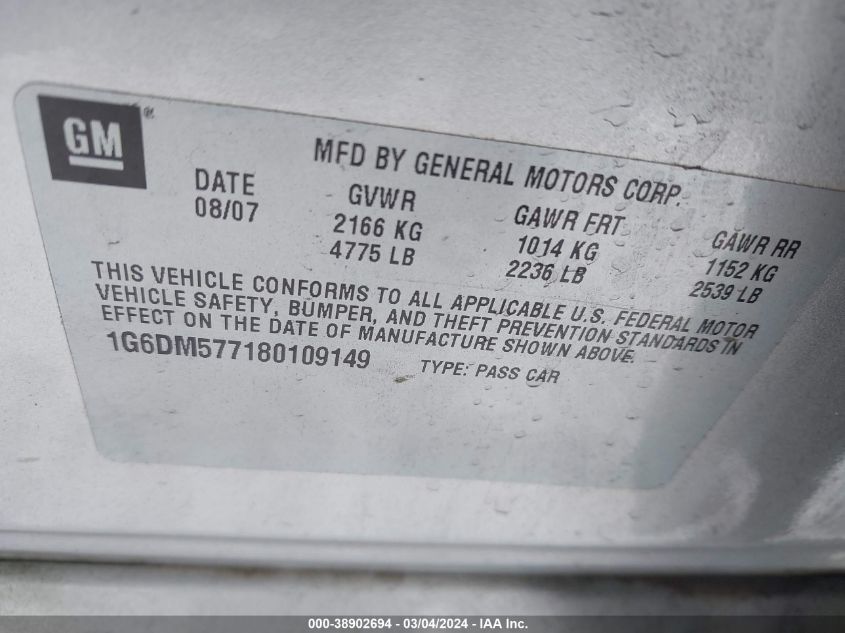 GM ®
MFD BY GENERAL MOTORS CORP.
DATE GVWR GAWR FRT GAWR RR
08/07 2166 KG 1014 KG 1152 KG
4775 LB 2236 LB 2539 LB
THIS VEHICLE CONFORMS TO ALL APPLICABLE U.S. FEDERAL MOTOR
VEHICLE SAFETY, BUMPER, AND THEFT PREVENTION STANDARDS IN
EFFECT ON THE DATE OF MANUFACTURE SHOWN ABOVE.
1G6DM577180109149 TYPE: PASS CAR
000-38902694 - 03/04/2024 - IAA Inc.